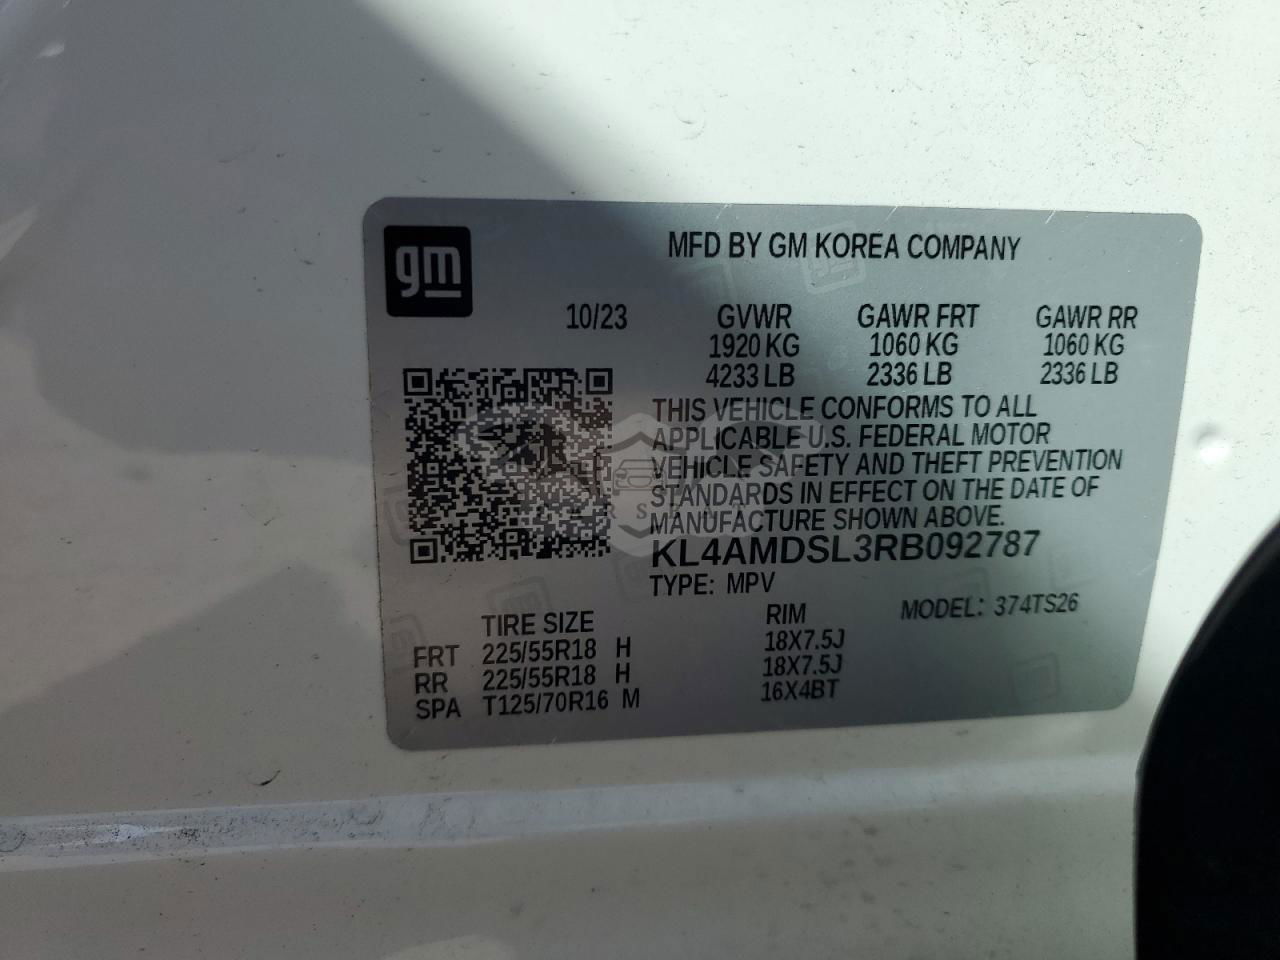 gm
MFD BY GM KOREA COMPANY
10/23 GVWR GAWR FRT GAWR RR
1920 KG 1060 KG 1060 KG
4233 LB 2336 LB 2336 LB
THIS VEHICLE CONFORMS TO ALL
APPLICABLE U.S. FEDERAL MOTOR
VEHICLE SAFETY AND THEFT PREVENTION
STANDARDS IN EFFECT ON THE DATE OF
MANUFACTURE SHOWN ABOVE.
KL4AMDSL3RB092787
TYPE: MPV
MODEL: 374TS26
TIRE SIZE RIM
FRT 225/55R18 H 18X7.5J
RR 225/55R18 H 18X7.5J
SPA T125/70R16 M 16X4BT